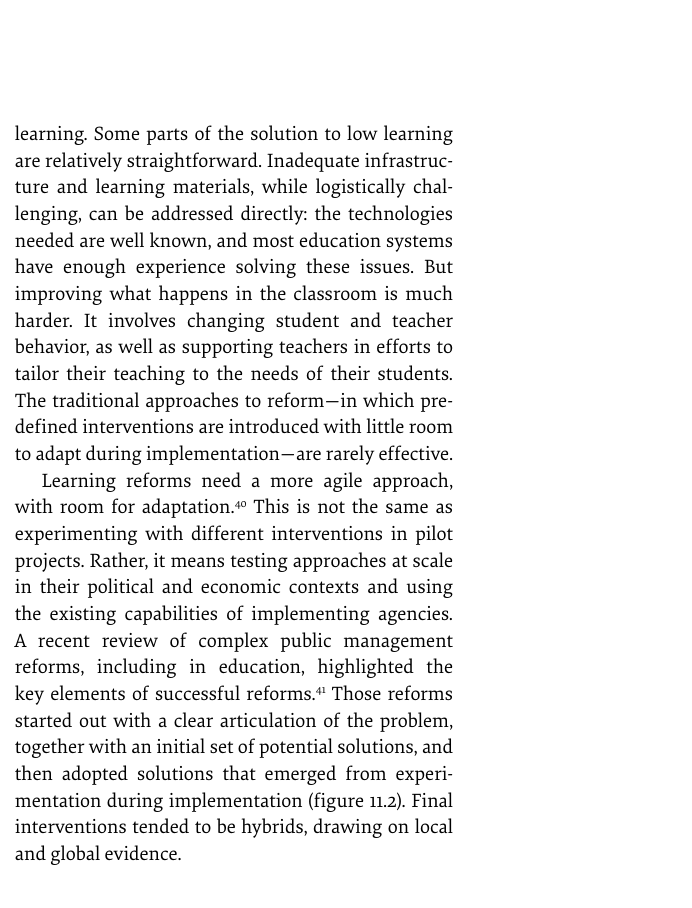 learning. Some parts of the solution to low learning
are relatively straightforward. Inadequate infrastruc-
ture and learning materials, while logistically chal-
lenging, can be addressed directly: the technologies
needed are well known, and most education systems
have enough experience solving these issues. But
improving what happens in the classroom is much
harder. It involves changing student and teacher
behavior, as well as supporting teachers in efforts to
tailor their teaching to the needs of their students.
The traditional approaches to reform—in which pre-
defined interventions are introduced with little room
to adapt during implementation—are rarely effective.
Learning reforms need a more agile approach,
with room for adaptation.⁴⁰ This is not the same as
experimenting with different interventions in pilot
projects. Rather, it means testing approaches at scale
in their political and economic contexts and using
the existing capabilities of implementing agencies.
A recent review of complex public management
reforms, including in education, highlighted the
key elements of successful reforms.⁴¹ Those reforms
started out with a clear articulation of the problem,
together with an initial set of potential solutions, and
then adopted solutions that emerged from experi-
mentation during implementation (figure 11.2). Final
interventions tended to be hybrids, drawing on local
and global evidence.